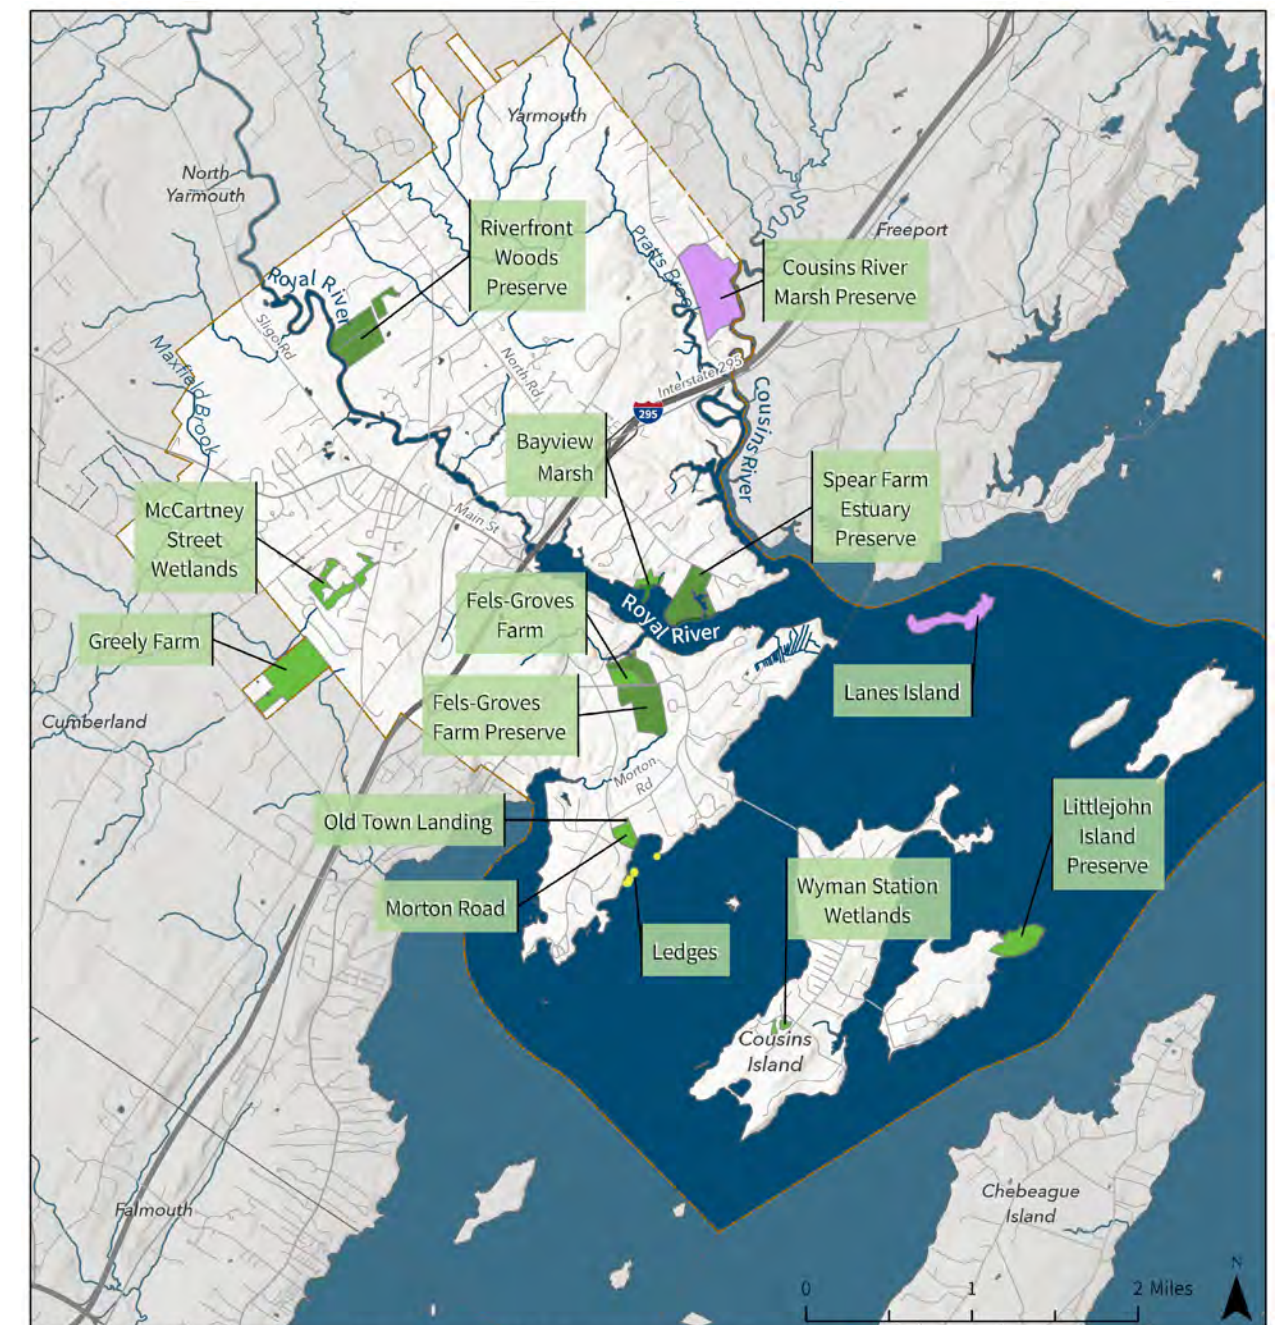 Yarmouth
North
Yarmouth
Riverfront
Woods
Preserve
Pratts Brook
Freeport
Cousins River
Marsh Preserve
Royal River
Sligo Rd
Maxfield Brook
North Rd
Interstate 295
295
Cousins River
Bayview
Marsh
Spear Farm
Estuary
Preserve
McCartney
Street
Wetlands
Main St
Fels-Groves
Farm
Royal River
Greely Farm
Lanes Island
Fels-Groves
Farm Preserve
Cumberland
Morton
Rd
Old Town Landing
Littlejohn
Island
Preserve
Morton Road
Wyman Station
Wetlands
Ledges
Cousins
Island
Chebeague
Island
Falmouth
N
0 1 2 Miles